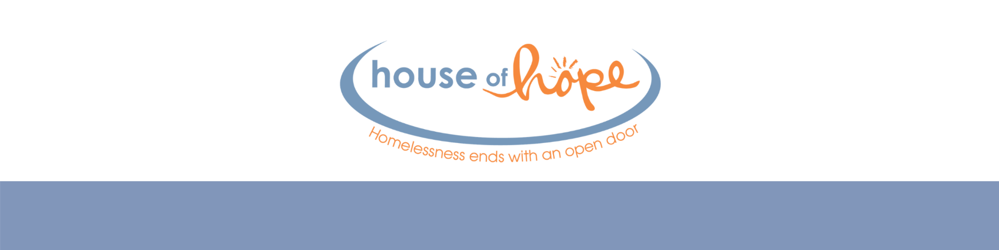 house of hope
Homelessness ends with an open door